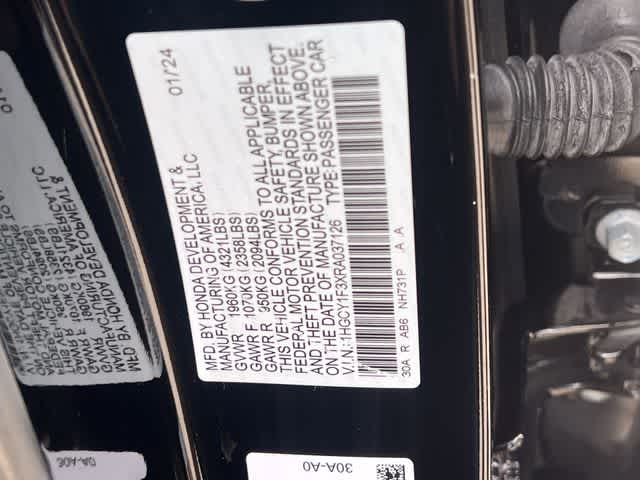 MFD. BY HONDA DEVELOPMENT & 01/24
MANUFACTURING OF AMERICA, LLC
GVWR 1960KG (4321LBS)
GAWR F 1070KG (2358LBS)
GAWR R 350KG (2094LBS)
THIS VEHICLE CONFORMS TO ALL APPLICABLE
FEDERAL MOTOR VEHICLE SAFETY, BUMPER,
AND THEFT PREVENTION STANDARDS IN EFFECT
ON THE DATE OF MANUFACTURE SHOWN ABOVE.
V.I.N.:1HGCY1F3XRA037126 TYPE:PASSENGER CAR
30A R AB6 NH731P A A
30A-A0